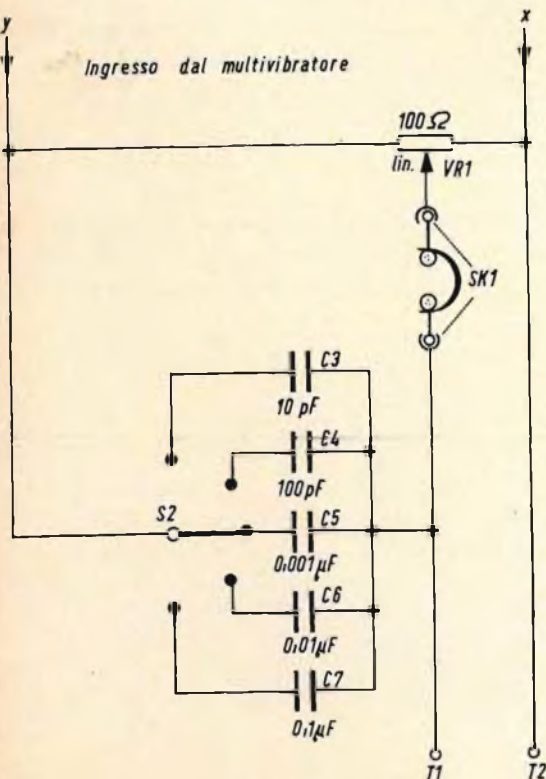 y
x
Ingresso dal multivibratore
100Ω
lin. VR1
SK1
C3
10 pF
C4
100pF
S2
C5
0,001µF
C6
0,01µF
C7
0,1µF
T1
T2